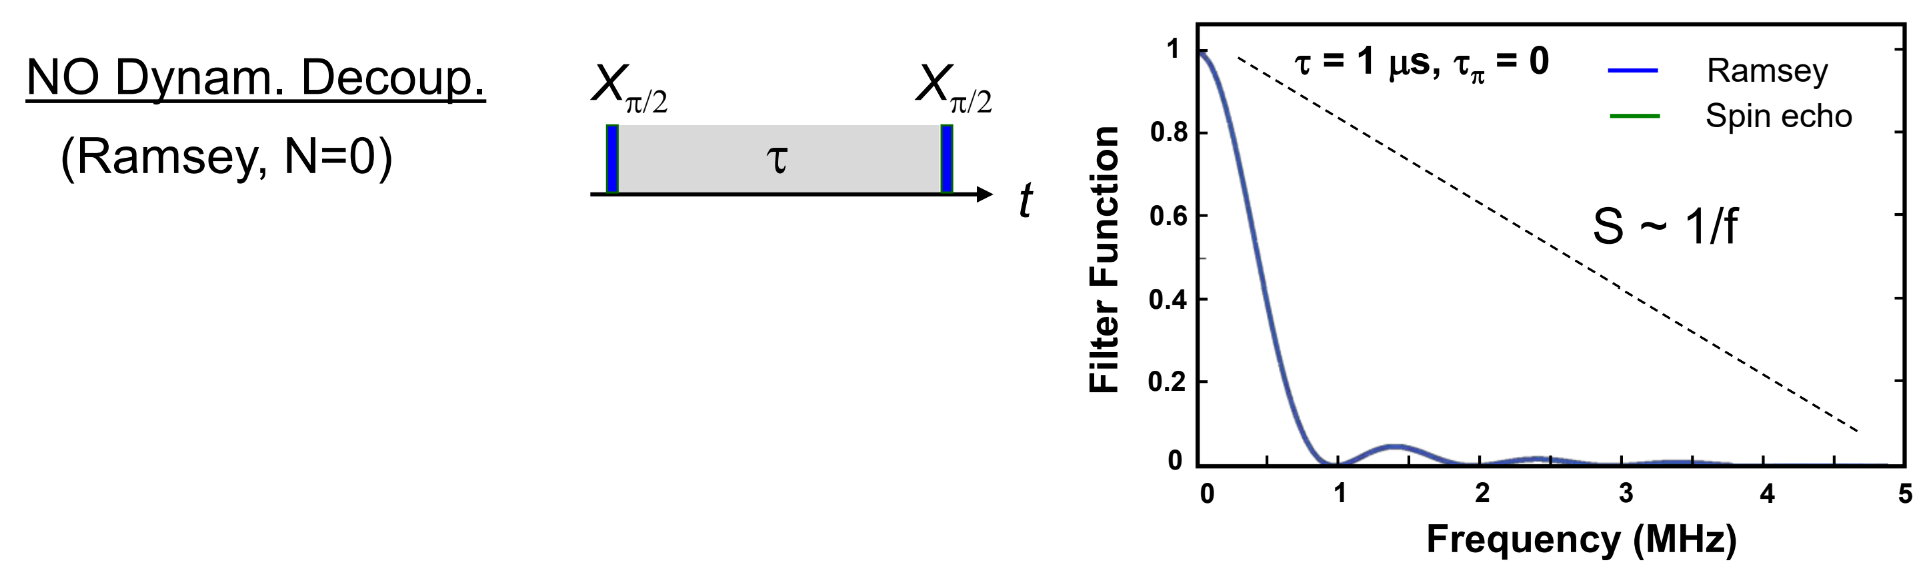 NO Dynam. Decoup.
(Ramsey, N=0)
Xπ/2 Xπ/2
τ
t
τ = 1 μs, τπ = 0
Ramsey
Spin echo
S ~ 1/f
Filter Function
1
0.8
0.6
0.4
0.2
0
0 1 2 3 4 5
Frequency (MHz)